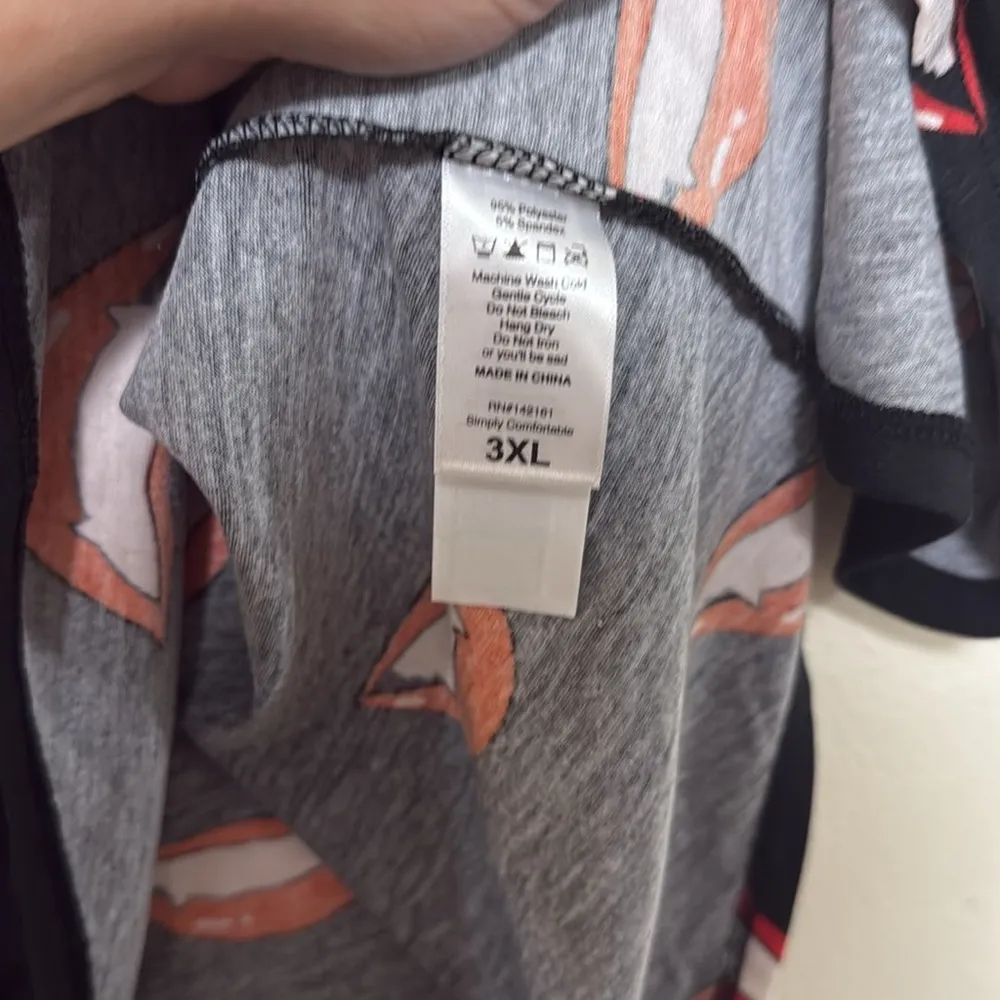 95% Polyester
5% Spandex
Machine Wash Cold
Gentle Cycle
Do Not Bleach
Hang Dry
Do Not Iron
or you'll be sad
MADE IN CHINA
RN#142161
Simply Comfortable
3XL